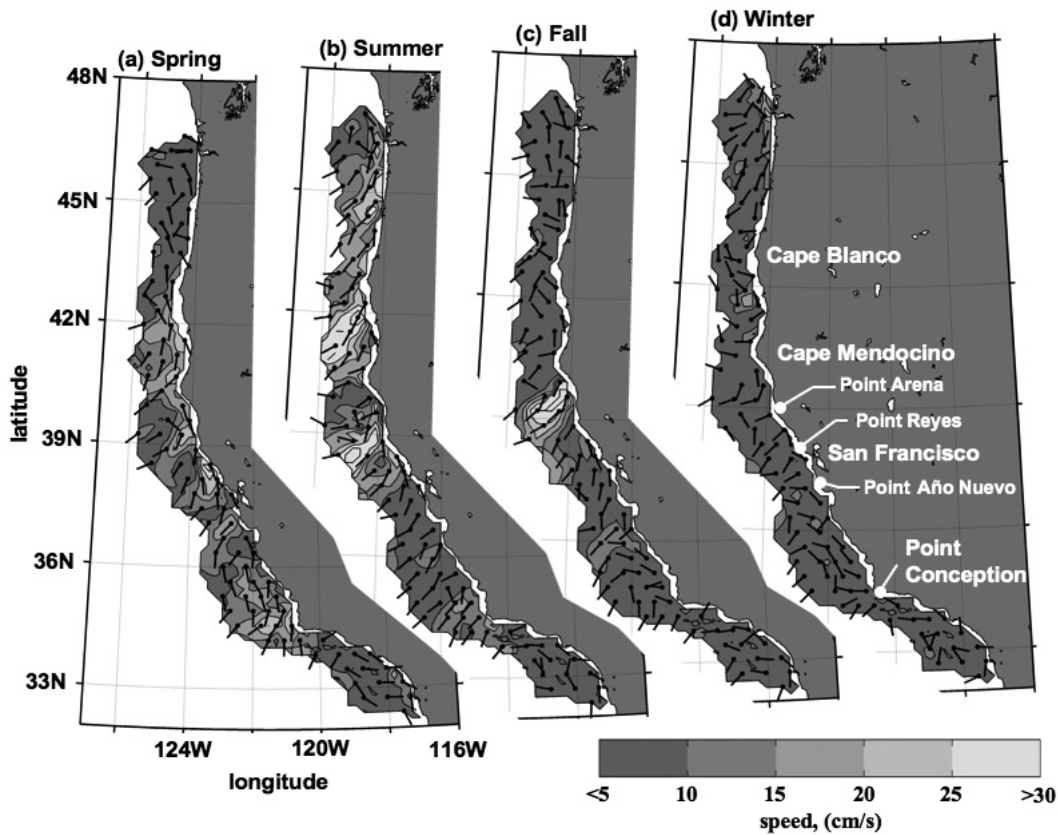 (a) Spring
(b) Summer
(c) Fall
(d) Winter
48N
45N
42N
39N
36N
33N
latitude
Cape Blanco
Cape Mendocino
Point Arena
Point Reyes
San Francisco
Point Año Nuevo
Point
Conception
124W
120W
116W
longitude
<5
10
15
20
25
>30
speed, (cm/s)